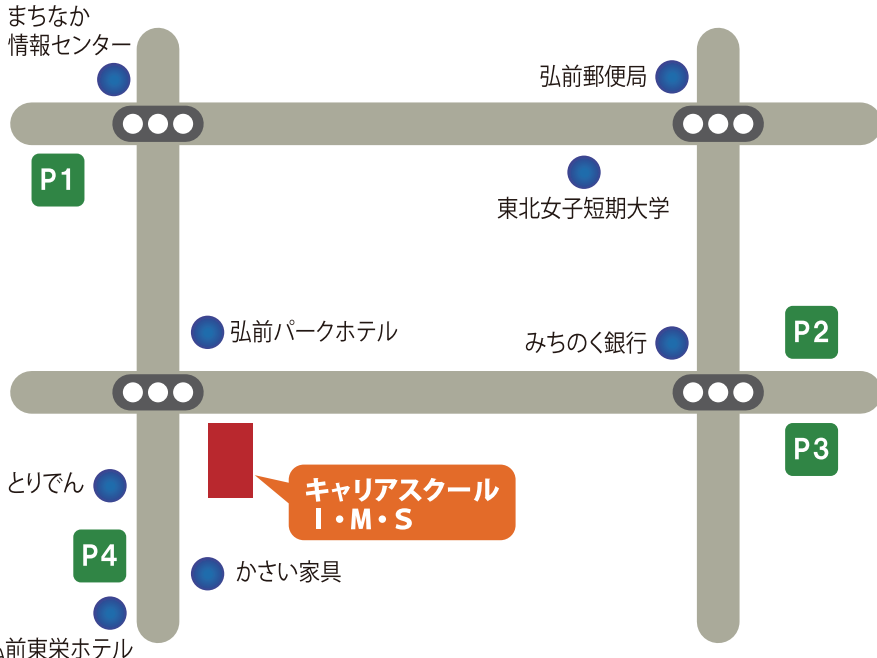 まちなか
情報センター
弘前郵便局
P1
東北女子短期大学
弘前パークホテル
みちのく銀行
P2
P3
とりでん
キャリアスクール
I・M・S
P4
かさい家具
前東栄ホテル